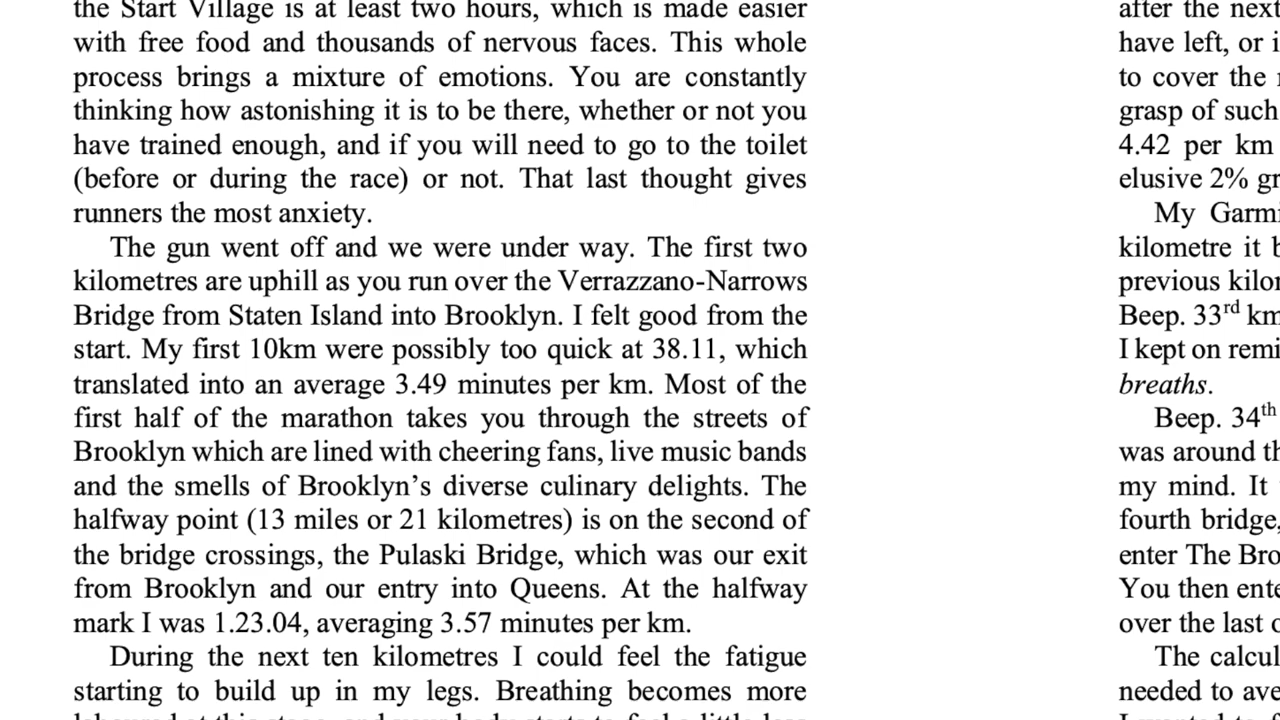 the Start Village is at least two hours, which is made easier
with free food and thousands of nervous faces. This whole
process brings a mixture of emotions. You are constantly
thinking how astonishing it is to be there, whether or not you
have trained enough, and if you will need to go to the toilet
(before or during the race) or not. That last thought gives
runners the most anxiety.
The gun went off and we were under way. The first two
kilometres are uphill as you run over the Verrazzano-Narrows
Bridge from Staten Island into Brooklyn. I felt good from the
start. My first 10km were possibly too quick at 38.11, which
translated into an average 3.49 minutes per km. Most of the
first half of the marathon takes you through the streets of
Brooklyn which are lined with cheering fans, live music bands
and the smells of Brooklyn’s diverse culinary delights. The
halfway point (13 miles or 21 kilometres) is on the second of
the bridge crossings, the Pulaski Bridge, which was our exit
from Brooklyn and our entry into Queens. At the halfway
mark I was 1.23.04, averaging 3.57 minutes per km.
During the next ten kilometres I could feel the fatigue
starting to build up in my legs. Breathing becomes more
after the next
have left, or
to cover the
grasp of such
4.42 per km
elusive 2%
My
kilometre it
previous
Beep. 33rd km
I kept on
breaths.
Beep. 34th
was around
my mind. It
fourth bridge,
enter The
You then
over the last
The
needed to